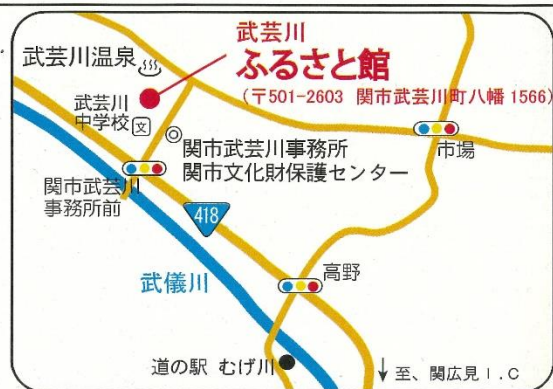 武芸川
ふるさと館
(〒501-2603 関市武芸川町八幡 1566)
武芸川温泉
武芸川
中学校
文
関市武芸川事務所
関市文化財保護センター
市場
関市武芸川
事務所前
418
武儀川
高野
道の駅 むげ川
至、関広見 I.C